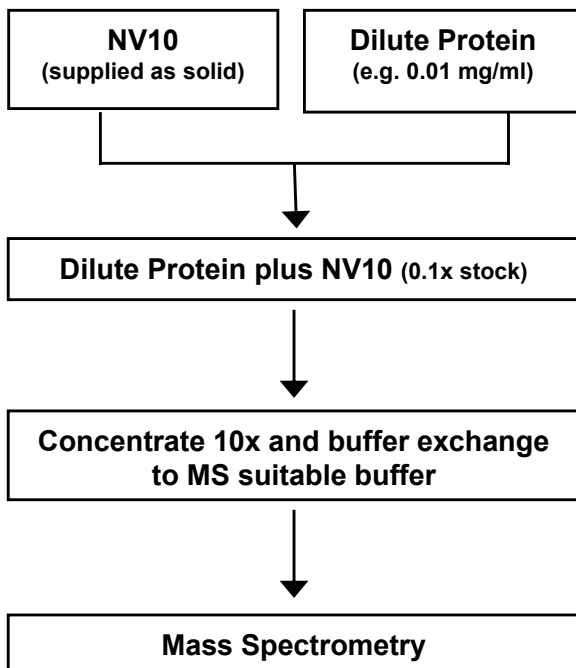 NV10
(supplied as solid)
Dilute Protein
(e.g. 0.01 mg/ml)
Dilute Protein plus NV10 (0.1x stock)
Concentrate 10x and buffer exchange
to MS suitable buffer
Mass Spectrometry